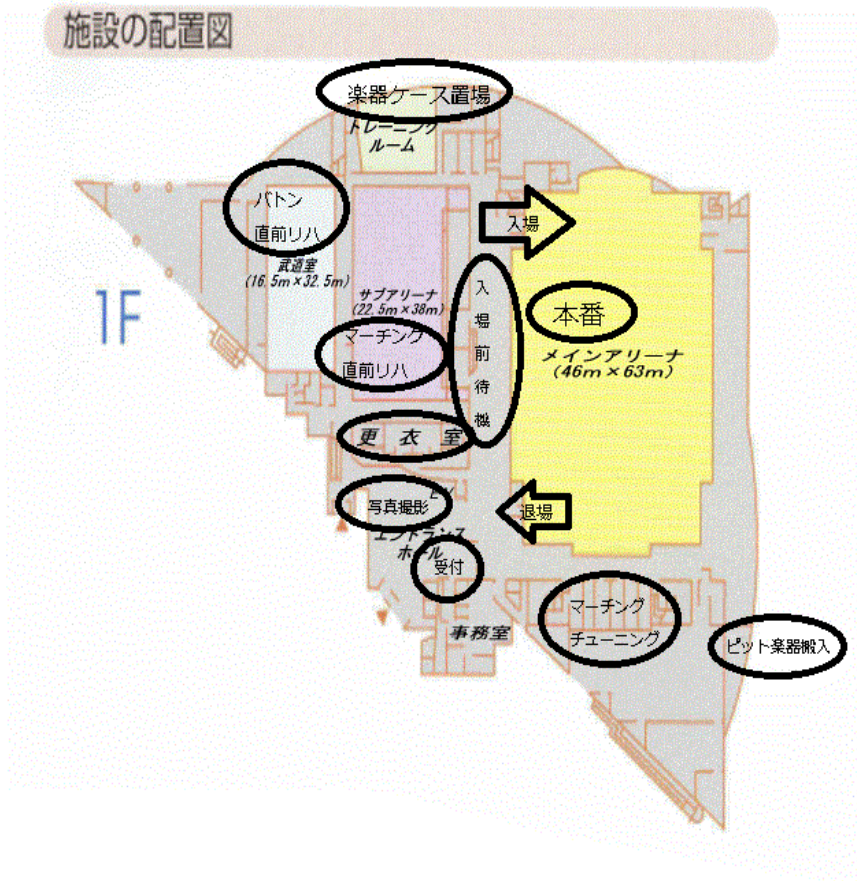 施設の配置図
楽器ケース置場
トレーニング
ルーム
バトン
直前リハ
武道室
(16.5m×32.5m)
入場
サブアリーナ
(22.5m×38m)
マーチング
直前リハ
入場前待機
本番
メインアリーナ
(46m×63m)
1F
更衣室
写真撮影
退場
エントランス
ホール
受付
事務室
マーチング
チューニング
ピット楽器搬入